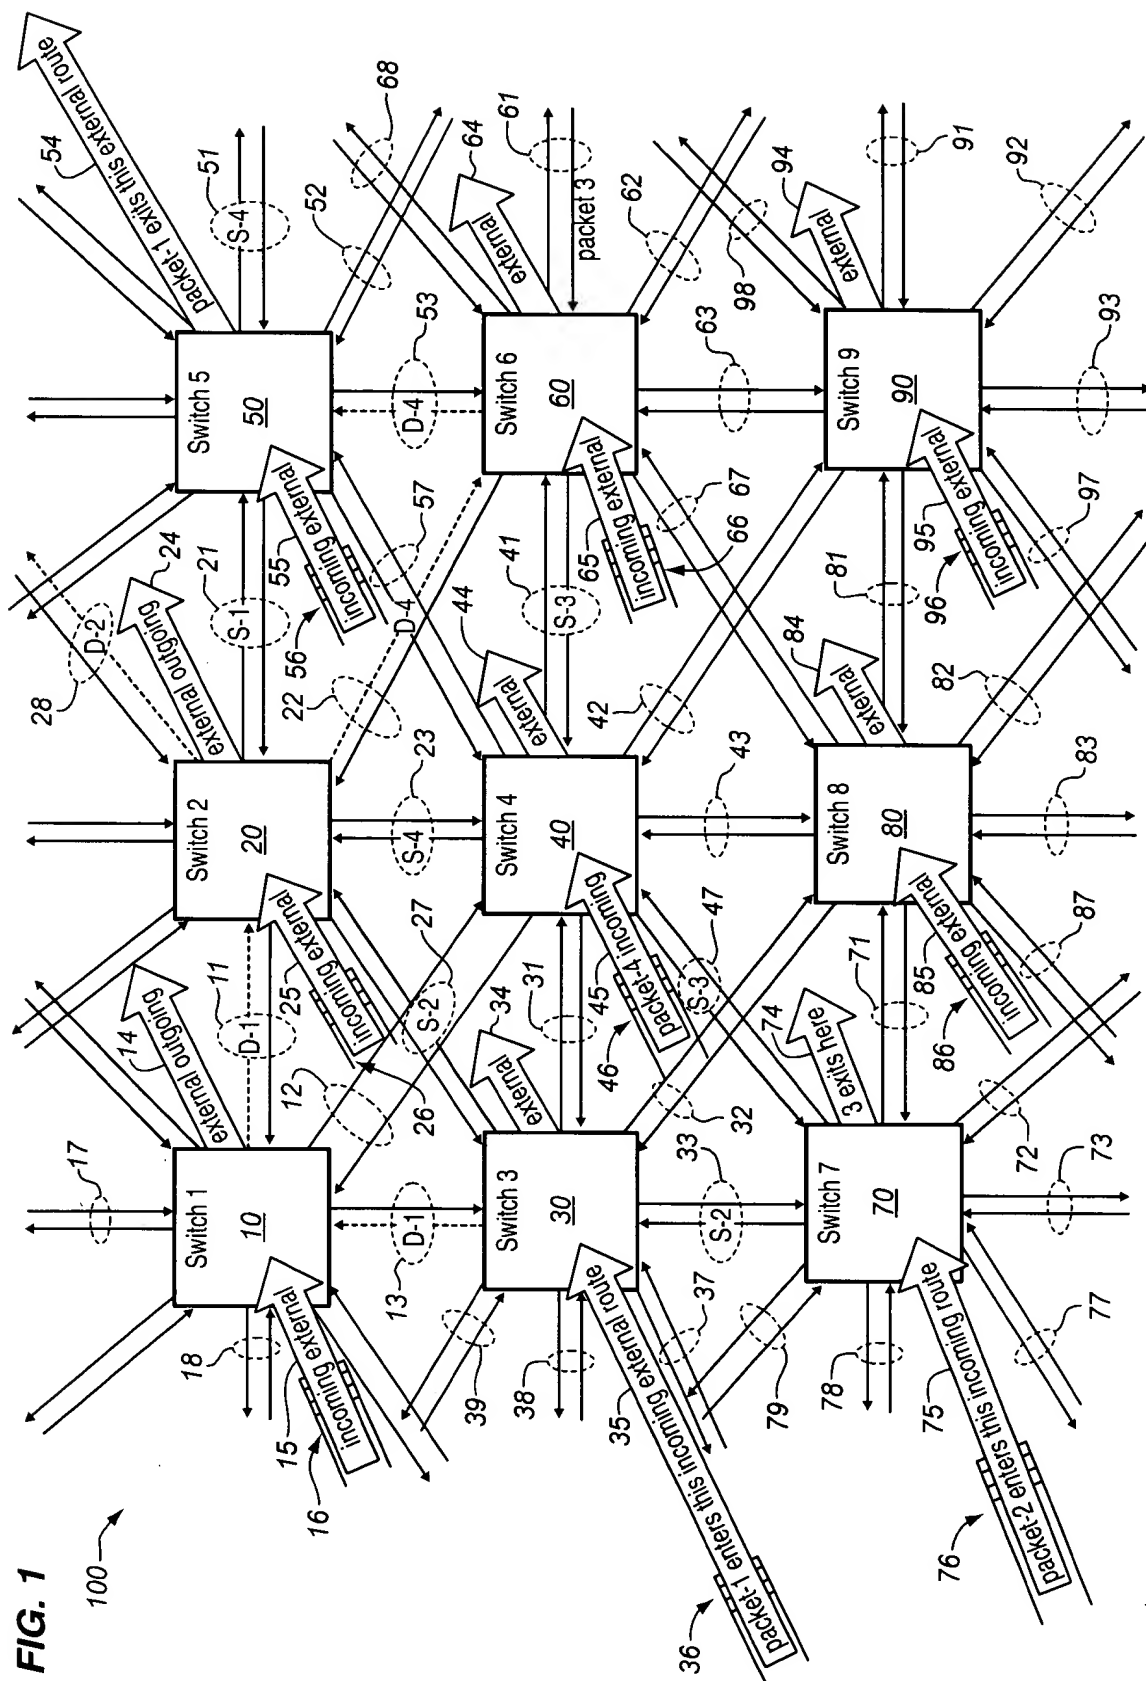 FIG. 1
100
17
18
14
external outgoing
Switch 1
10
15
incoming external
16
11
D-1
12
13
D-1
28
D-2
24
external outgoing
Switch 2
20
25
incoming external
26
21
S-1
22
23
S-4
27
S-2
54
packet-1 exits this external route
51
S-4
52
Switch 5
50
55
incoming external
56
53
D-4
57
D-4
39
38
34
external
Switch 3
30
35
packet-1 enters this incoming external route
36
37
31
32
33
S-2
44
external
Switch 4
40
45
packet-4 incoming
46
41
S-3
42
43
47
S-3
68
64
external
61
packet 3
62
Switch 6
60
65
incoming external
66
63
67
79
78
74
3 exits here
Switch 7
70
75
packet-2 enters this incoming route
76
71
72
73
77
84
external
Switch 8
80
85
incoming external
86
81
82
83
87
98
94
external
91
92
Switch 9
90
95
incoming external
96
93
97